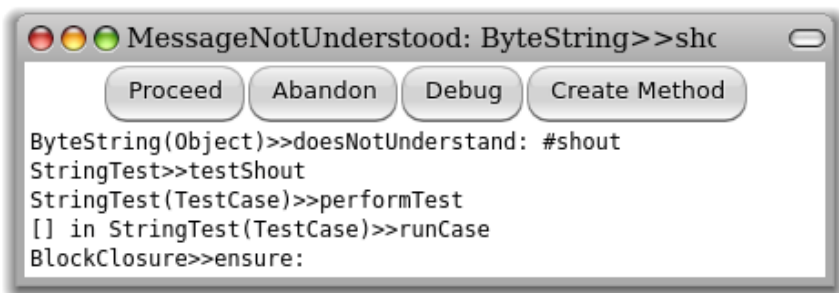 MessageNotUnderstood: ByteString>>sho
Proceed Abandon Debug Create Method
ByteString(Object)>>doesNotUnderstand: #shout
StringTest>>testShout
StringTest(TestCase)>>performTest
[] in StringTest(TestCase)>>runCase
BlockClosure>>ensure: